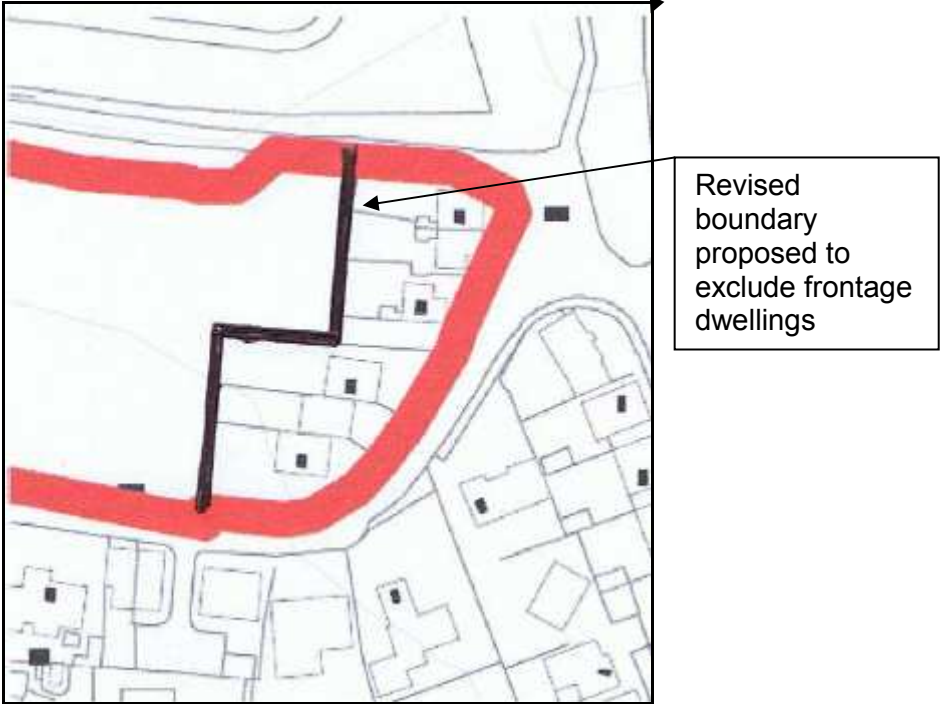 Revised
boundary
proposed to
exclude frontage
dwellings